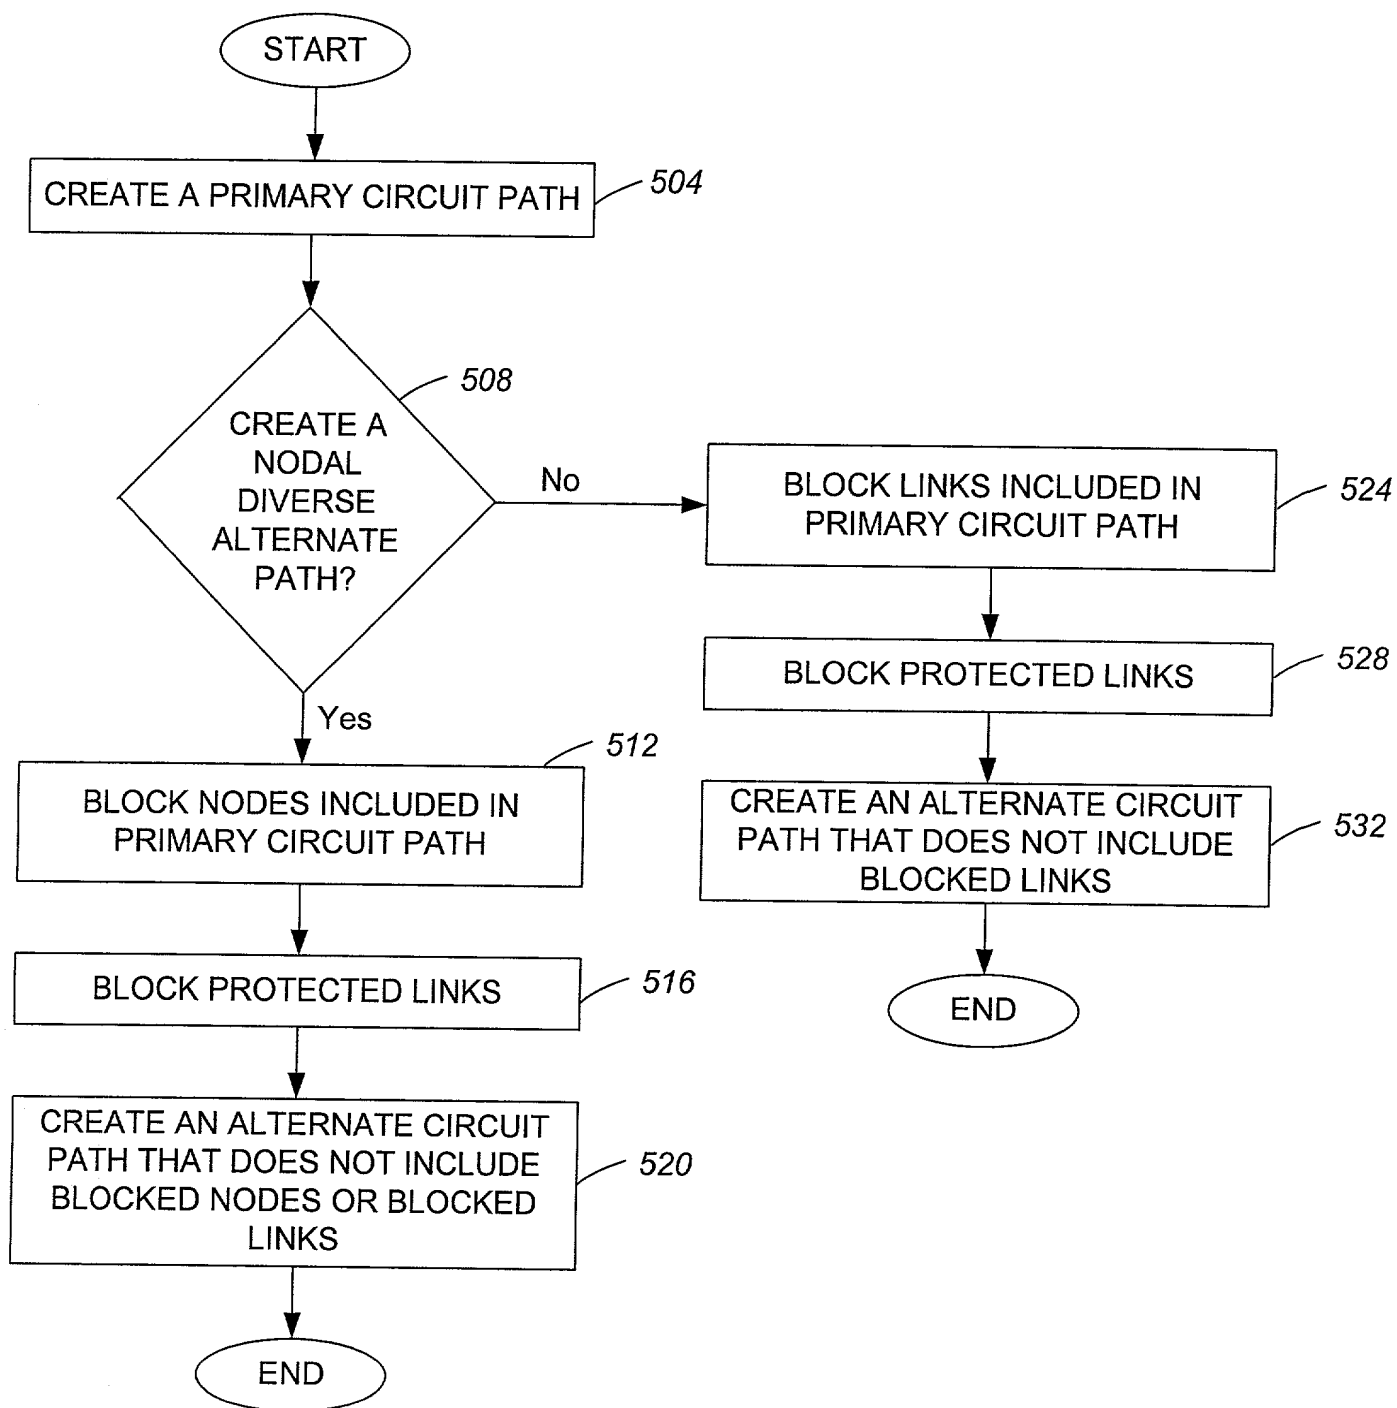 START
CREATE A PRIMARY CIRCUIT PATH
504
508
CREATE A
NODAL
DIVERSE
ALTERNATE
PATH?
No
Yes
512
BLOCK NODES INCLUDED IN
PRIMARY CIRCUIT PATH
BLOCK PROTECTED LINKS
516
CREATE AN ALTERNATE CIRCUIT
PATH THAT DOES NOT INCLUDE
BLOCKED NODES OR BLOCKED
LINKS
520
END
BLOCK LINKS INCLUDED IN
PRIMARY CIRCUIT PATH
524
BLOCK PROTECTED LINKS
528
CREATE AN ALTERNATE CIRCUIT
PATH THAT DOES NOT INCLUDE
BLOCKED LINKS
532
END